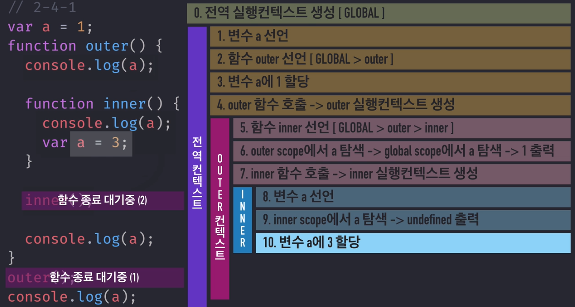 // 2-4-1
var a = 1;
function outer() {
console.log(a);
function inner() {
console.log(a);
var a = 3;
}
inne 함수 종료 대기중 (2)
console.log(a);
}
oute 함수 종료 대기중 (1)
console.log(a);
0. 전역 실행컨텍스트 생성 [ GLOBAL ]
전역 컨텍스트
1. 변수 a 선언
2. 함수 outer 선언 [ GLOBAL > outer ]
3. 변수 a에 1 할당
4. outer 함수 호출 -> outer 실행컨텍스트 생성
OUTER 컨텍스트
5. 함수 inner 선언 [ GLOBAL > outer > inner ]
6. outer scope에서 a 탐색 -> global scope에서 a 탐색 -> 1 출력
7. inner 함수 호출 -> inner 실행컨텍스트 생성
INNER
8. 변수 a 선언
9. inner scope에서 a 탐색 -> undefined 출력
10. 변수 a에 3 할당